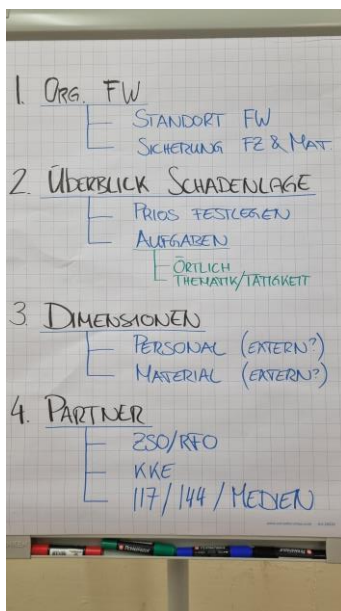 1. ORG. FW
STANDORT FW
SICHERUNG FZ & MAT.
2. ÜBERBLICK SCHADENLAGE
PRIOS FESTLEGEN
AUFGABEN
ÖRTLICH
THEMATIK/TÄTIGKEIT
3. DIMENSIONEN
PERSONAL (EXTERN?)
MATERIAL (EXTERN?)
4. PARTNER
ZSO/RFO
KKE
117/144/MEDIEN